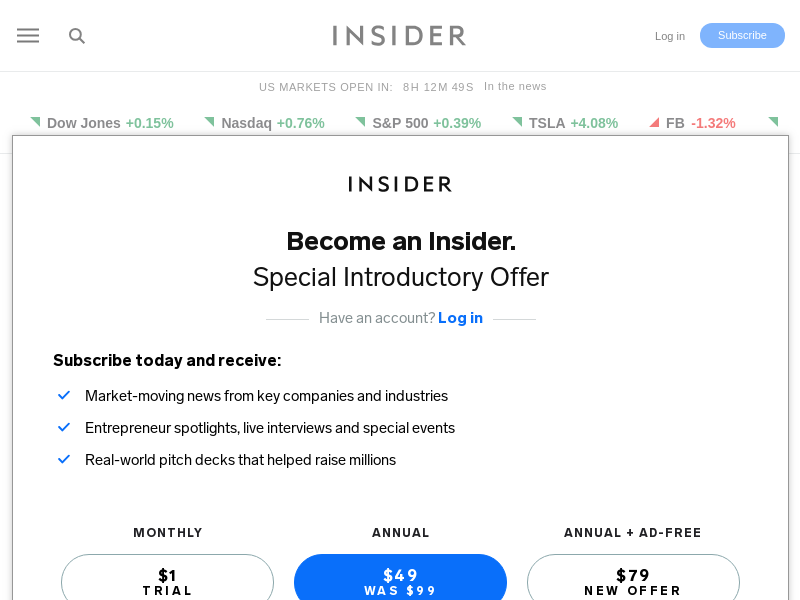 INSIDER
Log in
Subscribe
US MARKETS OPEN IN: 8H 12M 49S In the news
Dow Jones +0.15% Nasdaq +0.76% S&P 500 +0.39% TSLA +4.08% FB -1.32%
INSIDER
Become an Insider.
Special Introductory Offer
Have an account? Log in
Subscribe today and receive:
Market-moving news from key companies and industries
Entrepreneur spotlights, live interviews and special events
Real-world pitch decks that helped raise millions
MONTHLY
$1
TRIAL
ANNUAL
$49
WAS $99
ANNUAL + AD-FREE
$79
NEW OFFER